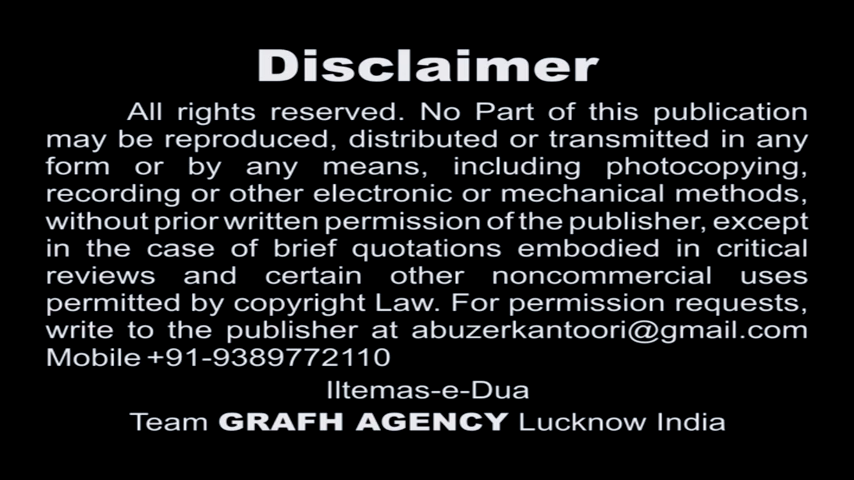 Disclaimer
All rights reserved. No Part of this publication
may be reproduced, distributed or transmitted in any
form or by any means, including photocopying,
recording or other electronic or mechanical methods,
without prior written permission of the publisher, except
in the case of brief quotations embodied in critical
reviews and certain other noncommercial uses
permitted by copyright Law. For permission requests,
write to the publisher at abuzerkantoori@gmail.com
Mobile +91-9389772110
IItemas-e-Dua
Team GRAFH AGENCY Lucknow India